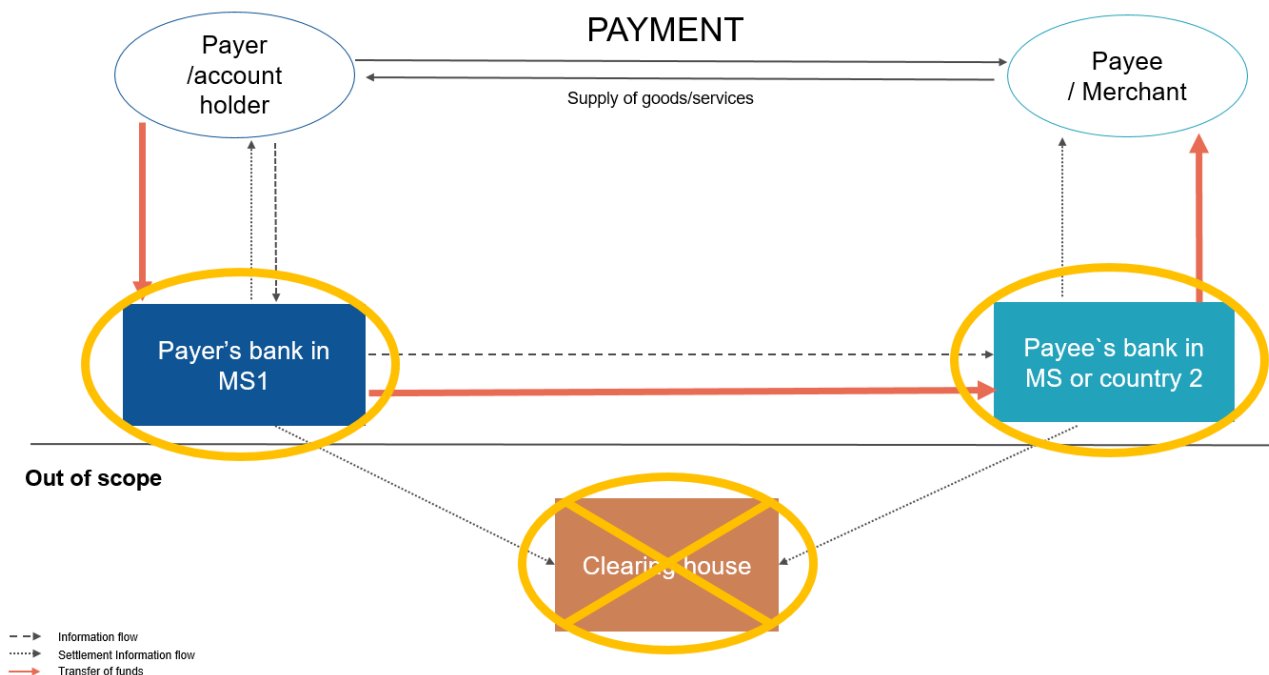 PAYMENT
Payer
/account
holder
Payee
/ Merchant
Supply of goods/services
Payer’s bank in
MS1
Payee`s bank in
MS or country 2
Out of scope
Clearing house
Information flow
Settlement Information flow
Transfer of funds